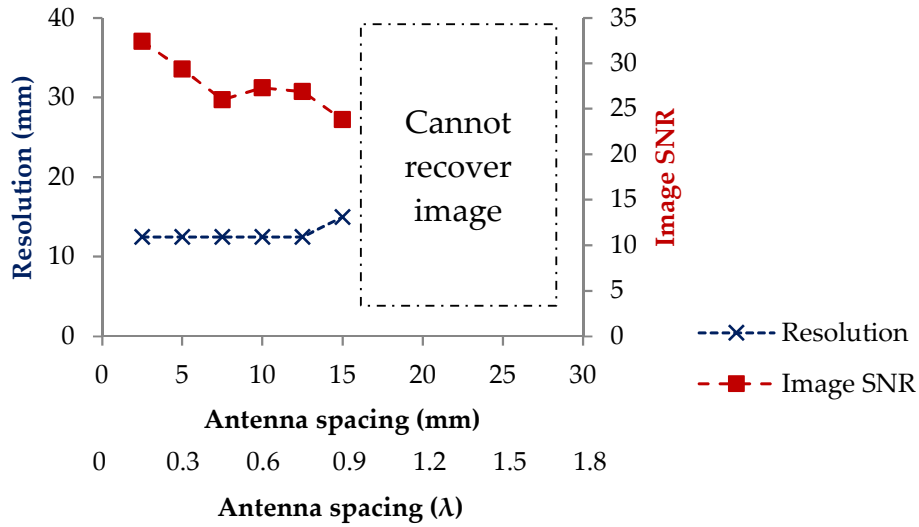 40
30
20
10
0
Resolution (mm)
35
30
25
20
15
10
5
0
Image SNR
Cannot
recover
image
0 5 10 15 20 25 30
Antenna spacing (mm)
0 0.3 0.6 0.9 1.2 1.5 1.8
Antenna spacing (λ)
Resolution
Image SNR